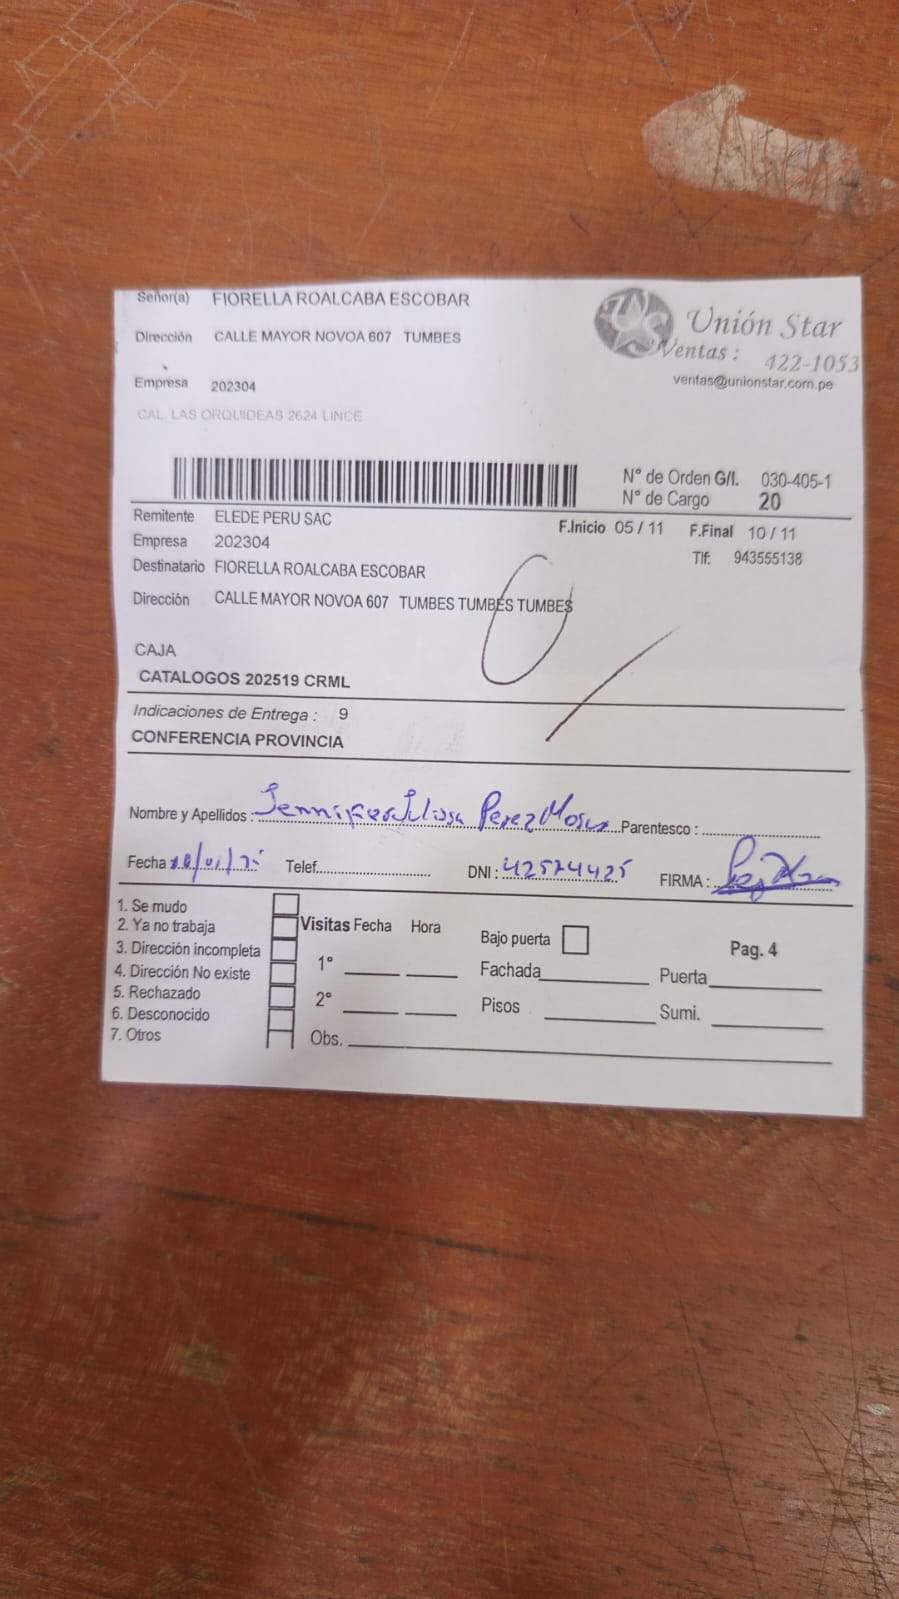 Señor(a) FIORELLA ROALCABA ESCOBAR
Dirección CALLE MAYOR NOVOA 607 TUMBES
Unión Star
Ventas : 422-1053
ventas@unionstar.com.pe
Empresa 202304
CAL. LAS ORQUIDEAS 2624 LINCE
N° de Orden G/I. 030-405-1
N° de Cargo 20
Remitente ELEDE PERU SAC
F.Inicio 05 / 11 F.Final 10 / 11
Empresa 202304
Tlf: 943555138
Destinatario FIORELLA ROALCABA ESCOBAR
Dirección CALLE MAYOR NOVOA 607 TUMBES TUMBES TUMBES
CAJA
CATALOGOS 202519 CRML
Indicaciones de Entrega : 9
CONFERENCIA PROVINCIA
Nombre y Apellidos : Jennifer Perez Parentesco :
Fecha Telef. DNI : 42574425 FIRMA :
1. Se mudo
2. Ya no trabaja
3. Dirección incompleta
4. Dirección No existe
5. Rechazado
6. Desconocido
7. Otros
Visitas Fecha Hora
1°
2°
Obs.
Bajo puerta Pag. 4
Fachada Puerta
Pisos Sumi.